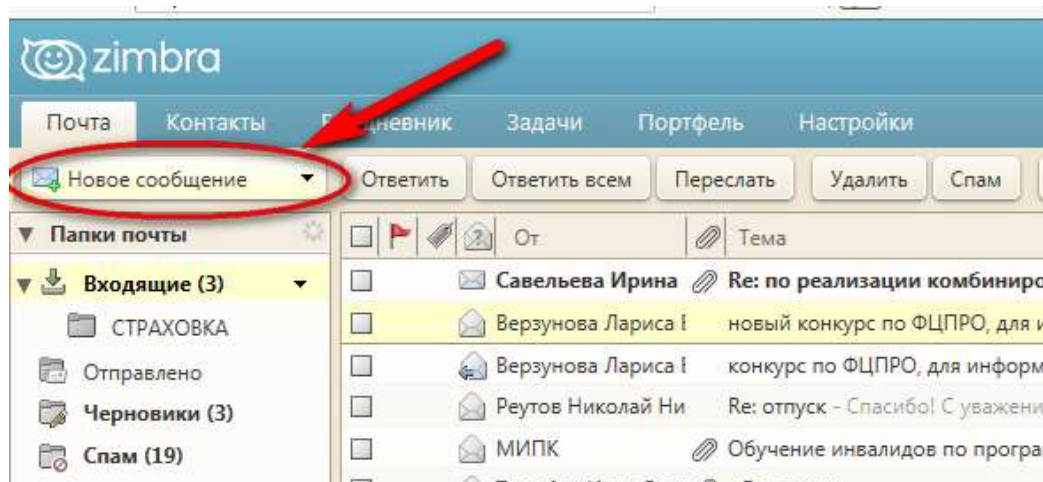 zimbra
Почта Контакты Задачи Портфель Настройки
Новое сообщение Ответить Ответить всем Переслать Удалить Спам
Папки почты От Тема
Входящие (3) Савельева Ирина Re: по реализации
СТРАХОВКА Верзунова Лариса новый конкурс по ФЦПРО, для
Отправлено Верзунова Лариса конкурс по ФЦПРО, для информ
Черновики (3) Реутов Николай Ни Re: отпуск - Спасибо! С уважени
Спам (19) МИПК Обучение инвалидов по програ